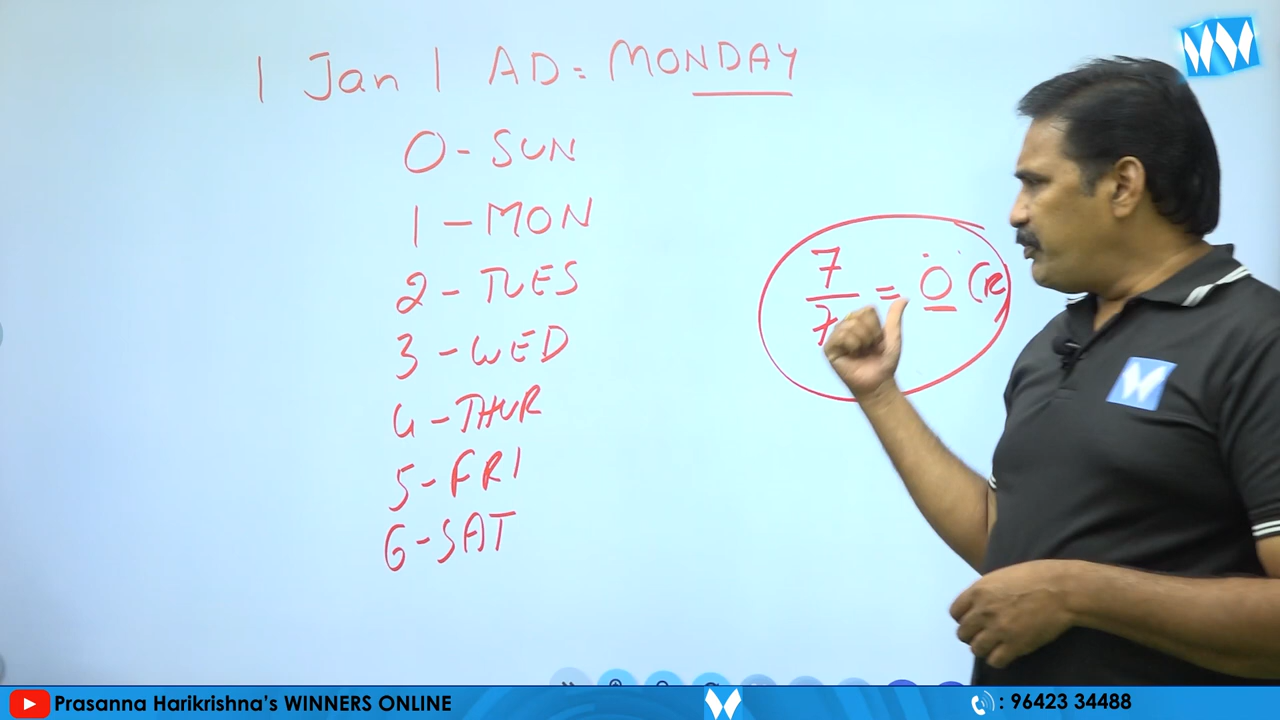 1 Jan 1 AD = MONDAY
0 - SUN
1 - MON
2 - TUES
3 - WED
4 - THUR
5 - FRI
6 - SAT
7
7 = 0 (R
W
Prasanna Harikrishna's WINNERS ONLINE
: 96423 34488